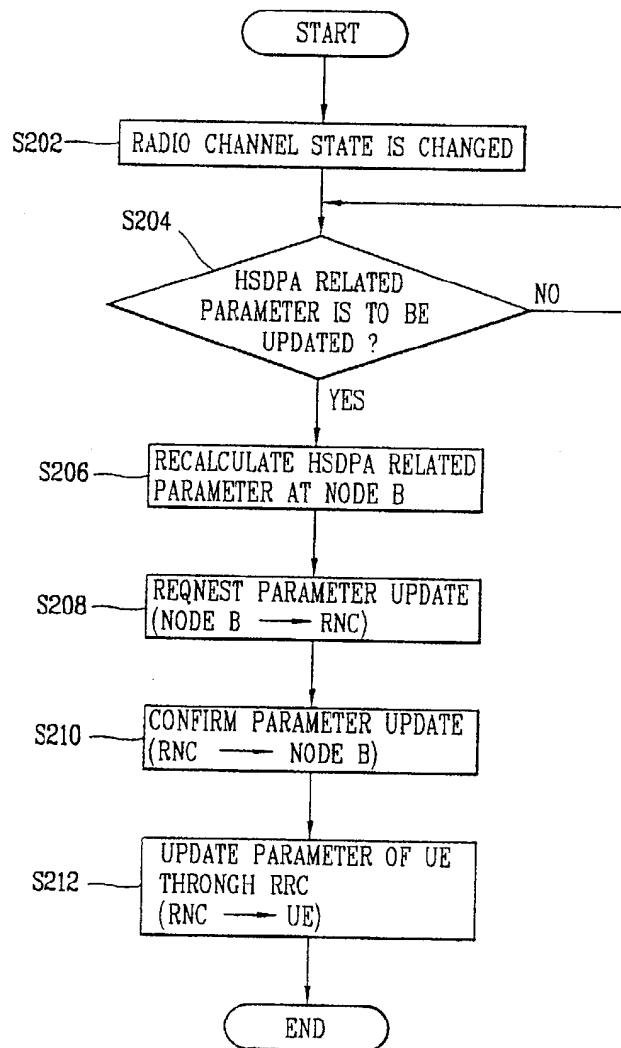 START
S202
RADIO CHANNEL STATE IS CHANGED
S204
HSDPA RELATED
PARAMETER IS TO BE
UPDATED ?
NO
YES
S206
RECALCULATE HSDPA RELATED
PARAMETER AT NODE B
S208
REQNEST PARAMETER UPDATE
(NODE B → RNC)
S210
CONFIRM PARAMETER UPDATE
(RNC → NODE B)
S212
UPDATE PARAMETER OF UE
THRONGH RRC
(RNC → UE)
END